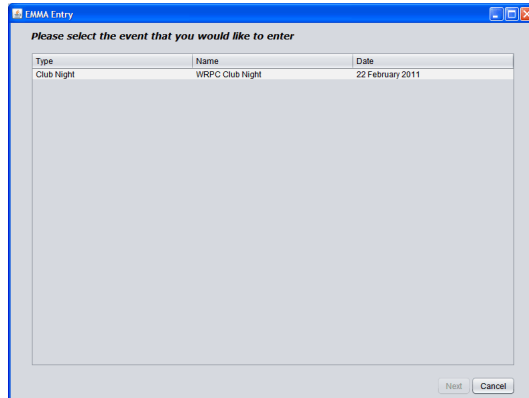 EMMA Entry
Please select the event that you would like to enter
Type Name Date
Club Night WRPC Club Night 22 February 2011
Next Cancel